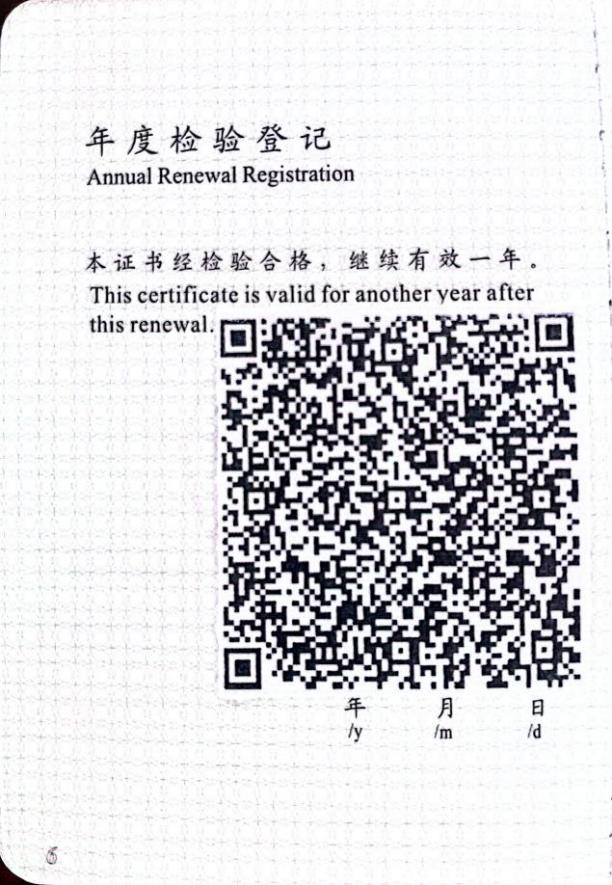 年度检验登记
Annual Renewal Registration
本证书经检验合格，继续有效一年。
This certificate is valid for another year after
this renewal.
年 月 日
/y /m /d
6